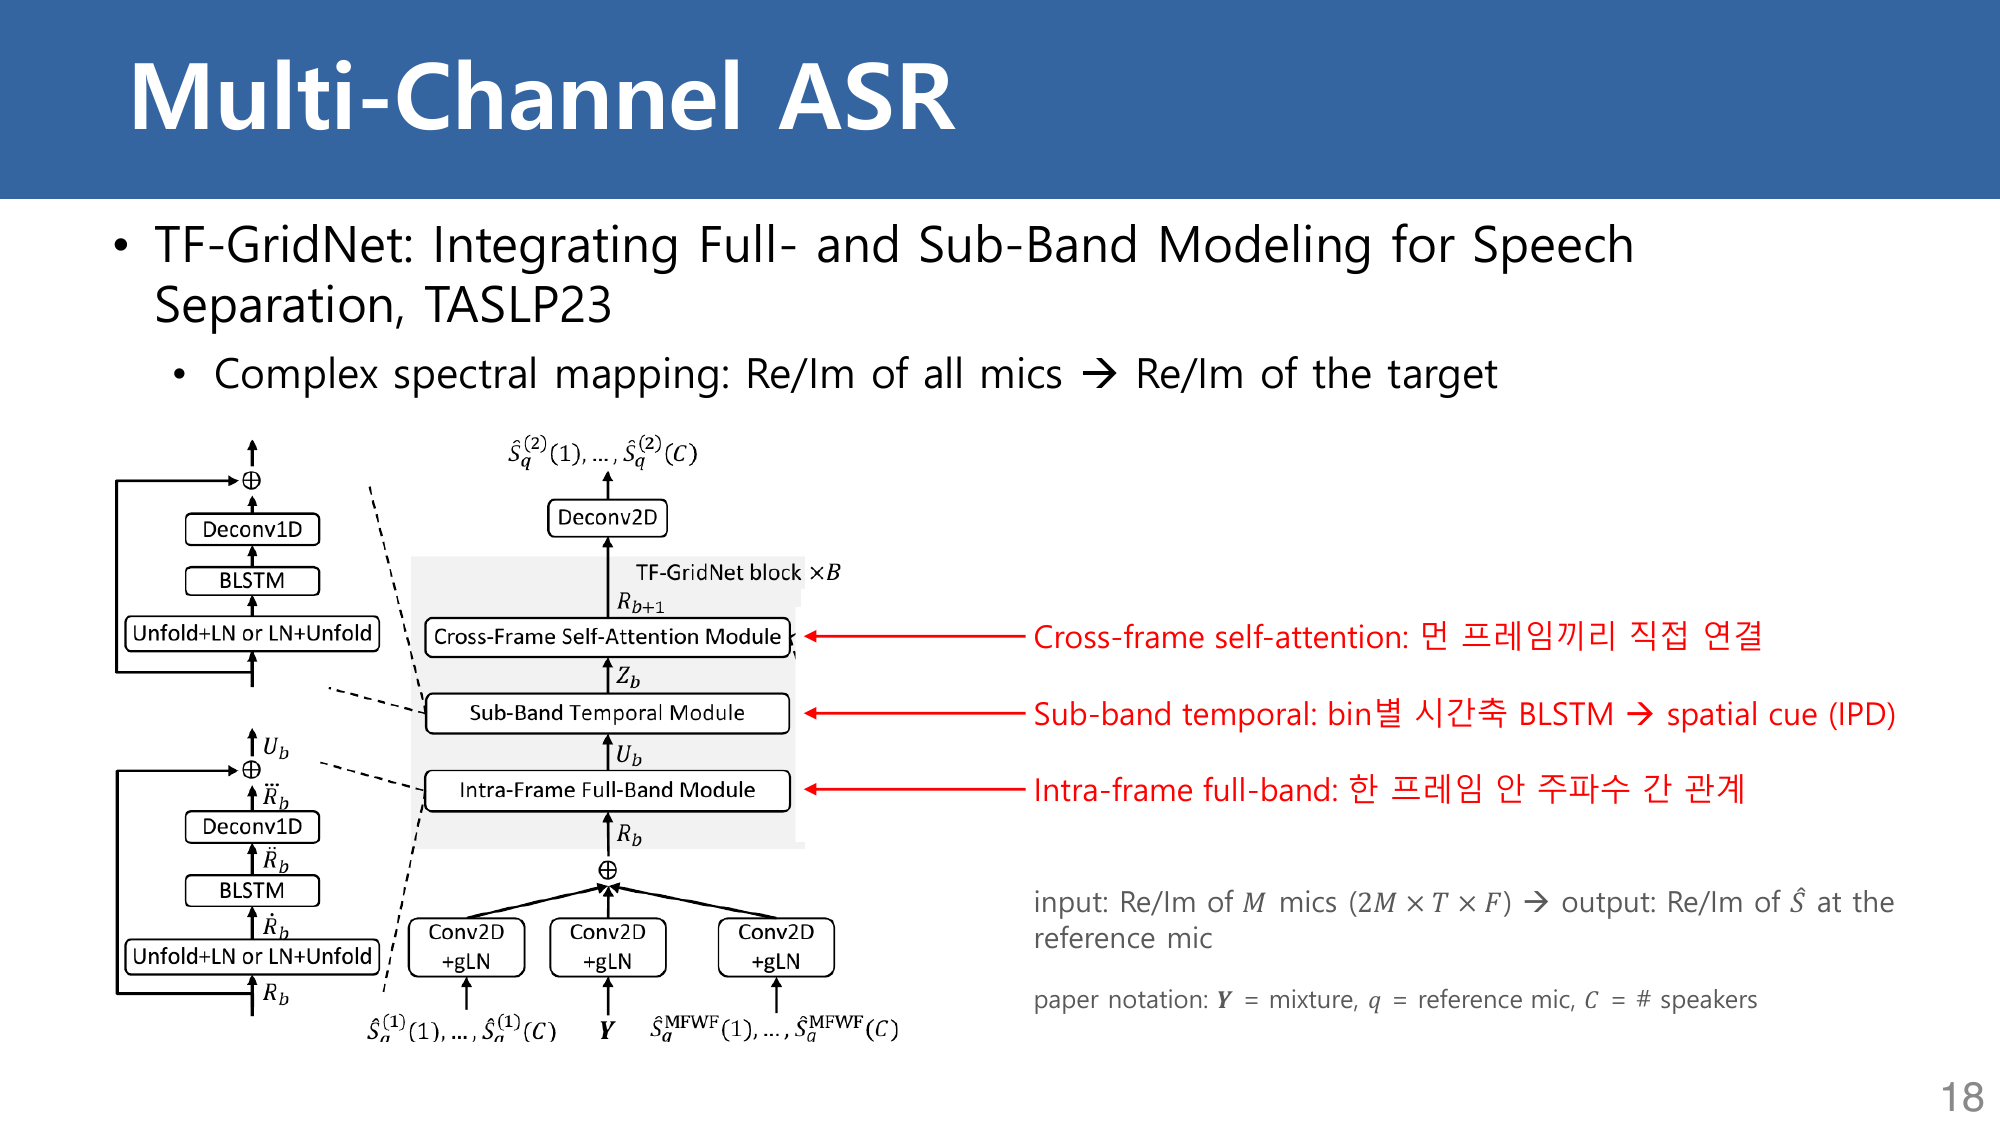 Multi-Channel ASR
• TF-GridNet: Integrating Full- and Sub-Band Modeling for Speech
Separation, TASLP23
• Complex spectral mapping: Re/Im of all mics → Re/Im of the target
⊕
Deconv1D
BLSTM
Unfold+LN or LN+Unfold
U_b
⊕
R⃛_b
Deconv1D
R̈_b
BLSTM
Ṙ_b
Unfold+LN or LN+Unfold
R_b
Ŝ_q^(2)(1), … , Ŝ_q^(2)(C)
Deconv2D
TF-GridNet block ×B
R_{b+1}
Cross-Frame Self-Attention Module
Z_b
Sub-Band Temporal Module
U_b
Intra-Frame Full-Band Module
R_b
⊕
Conv2D
+gLN
Conv2D
+gLN
Conv2D
+gLN
Ŝ_q^(1)(1), … , Ŝ_q^(1)(C)
Y
Ŝ_q^MFWF(1), … , Ŝ_q^MFWF(C)
Cross-frame self-attention: 먼 프레임끼리 직접 연결
Sub-band temporal: bin별 시간축 BLSTM → spatial cue (IPD)
Intra-frame full-band: 한 프레임 안 주파수 간 관계
input: Re/Im of M mics (2M × T × F) → output: Re/Im of Ŝ at the
reference mic
paper notation: Y = mixture, q = reference mic, C = # speakers
18